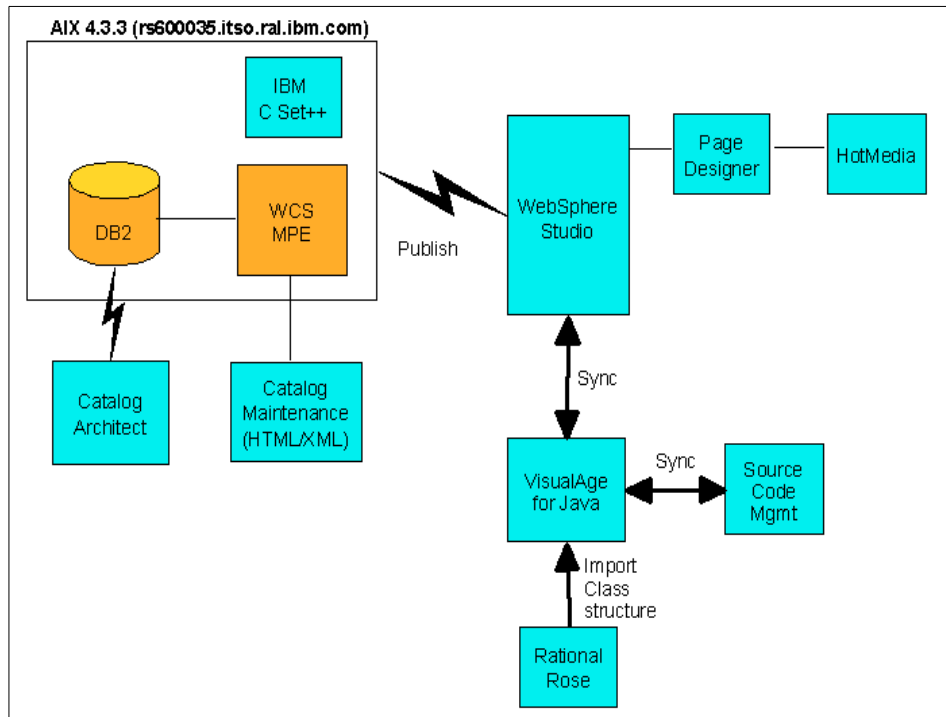 AIX 4.3.3 (rs600035.itso.ral.ibm.com)
IBM
C Set++
DB2
WCS
MPE
Publish
WebSphere
Studio
Page
Designer
HotMedia
Catalog
Architect
Catalog
Maintenance
(HTML/XML)
Sync
VisualAge
for Java
Sync
Source
Code
Mgmt
Import
Class
structure
Rational
Rose